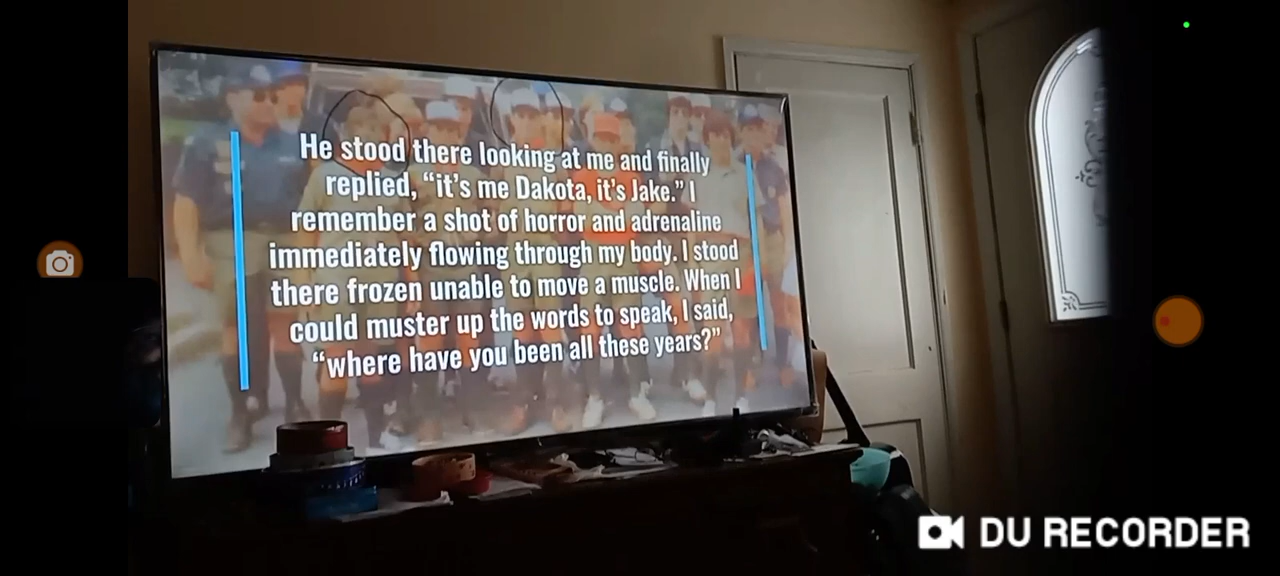 He stood there looking at me and finally
replied, “it’s me Dakota, it’s Jake.” I
remember a shot of horror and adrenaline
immediately flowing through my body. I stood
there frozen unable to move a muscle. When I
could muster up the words to speak, I said,
“where have you been all these years?”
DU RECORDER